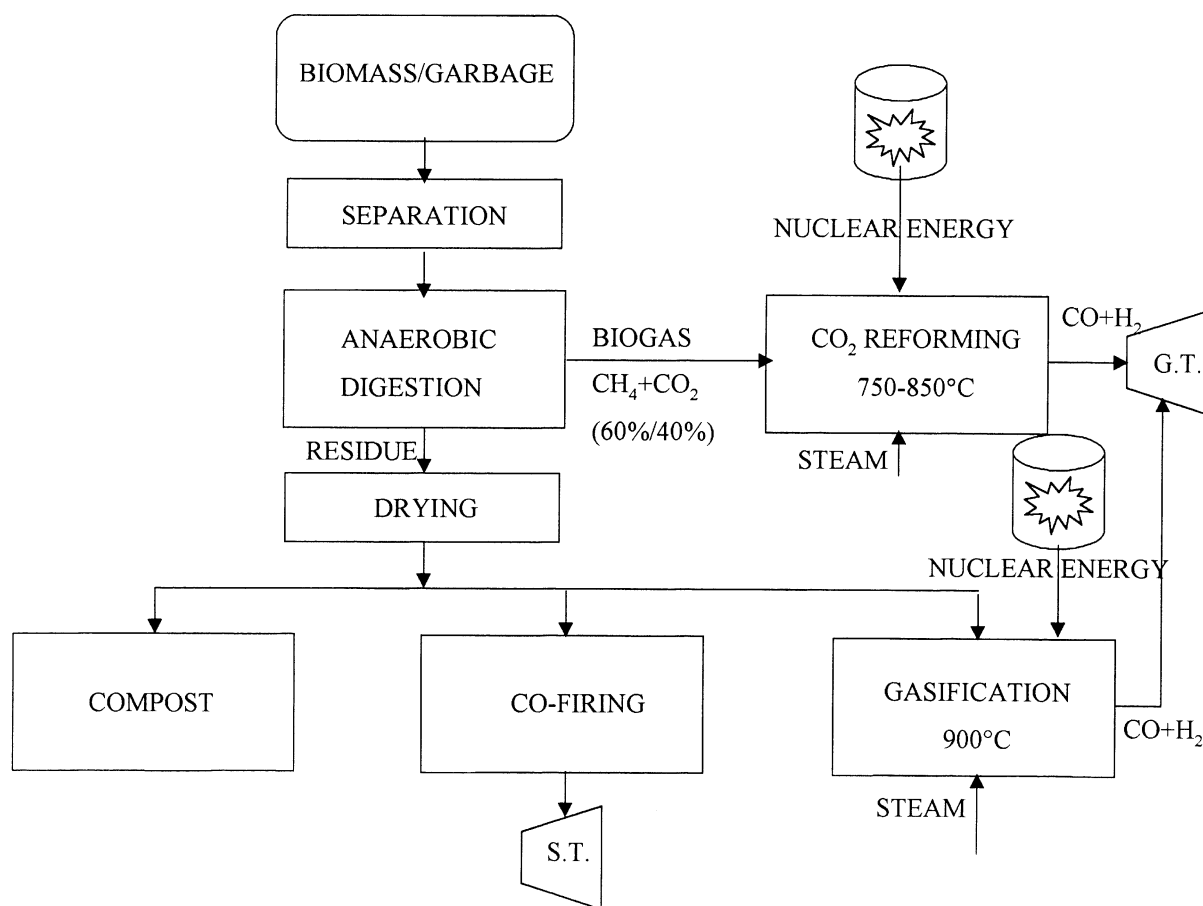 BIOMASS/GARBAGE
SEPARATION
NUCLEAR ENERGY
ANAEROBIC
DIGESTION
BIOGAS
CH₄+CO₂
(60%/40%)
CO₂ REFORMING
750-850°C
CO+H₂
G.T.
RESIDUE
STEAM
DRYING
NUCLEAR ENERGY
COMPOST
CO-FIRING
GASIFICATION
900°C
CO+H₂
STEAM
S.T.